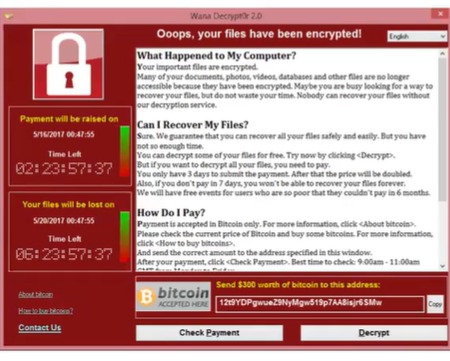 Wana Decrypt0r 2.0
Ooops, your files have been encrypted!
English
Payment will be raised on
5/16/2017 00:47:55
Time Left
02:23:57:37
Your files will be lost on
5/20/2017 00:47:55
Time Left
06:23:57:37
About bitcoin
How to buy bitcoins?
Contact Us
What Happened to My Computer?
Your important files are encrypted.
Many of your documents, photos, videos, databases and other files are no longer
accessible because they have been encrypted. Maybe you are busy looking for a way to
recover your files, but do not waste your time. Nobody can recover your files without
our decryption service.
Can I Recover My Files?
Sure. We guarantee that you can recover all your files safely and easily. But you have
not so enough time.
You can decrypt some of your files for free. Try now by clicking <Decrypt>.
But if you want to decrypt all your files, you need to pay.
You only have 3 days to submit the payment. After that the price will be doubled.
Also, if you don't pay in 7 days, you won't be able to recover your files forever.
We will have free events for users who are so poor that they couldn't pay in 6 months.
How Do I Pay?
Payment is accepted in Bitcoin only. For more information, click <About bitcoin>.
Please check the current price of Bitcoin and buy some bitcoins. For more information,
click <How to buy bitcoins>.
And send the correct amount to the address specified in this window.
After your payment, click <Check Payment>. Best time to check: 9:00am - 11:00am
GMT from Monday to Friday.
bitcoin
ACCEPTED HERE
Send $300 worth of bitcoin to this address:
12t9YDPgwueZ9NyMgw519p7AA8isjr6SMw
Copy
Check Payment
Decrypt